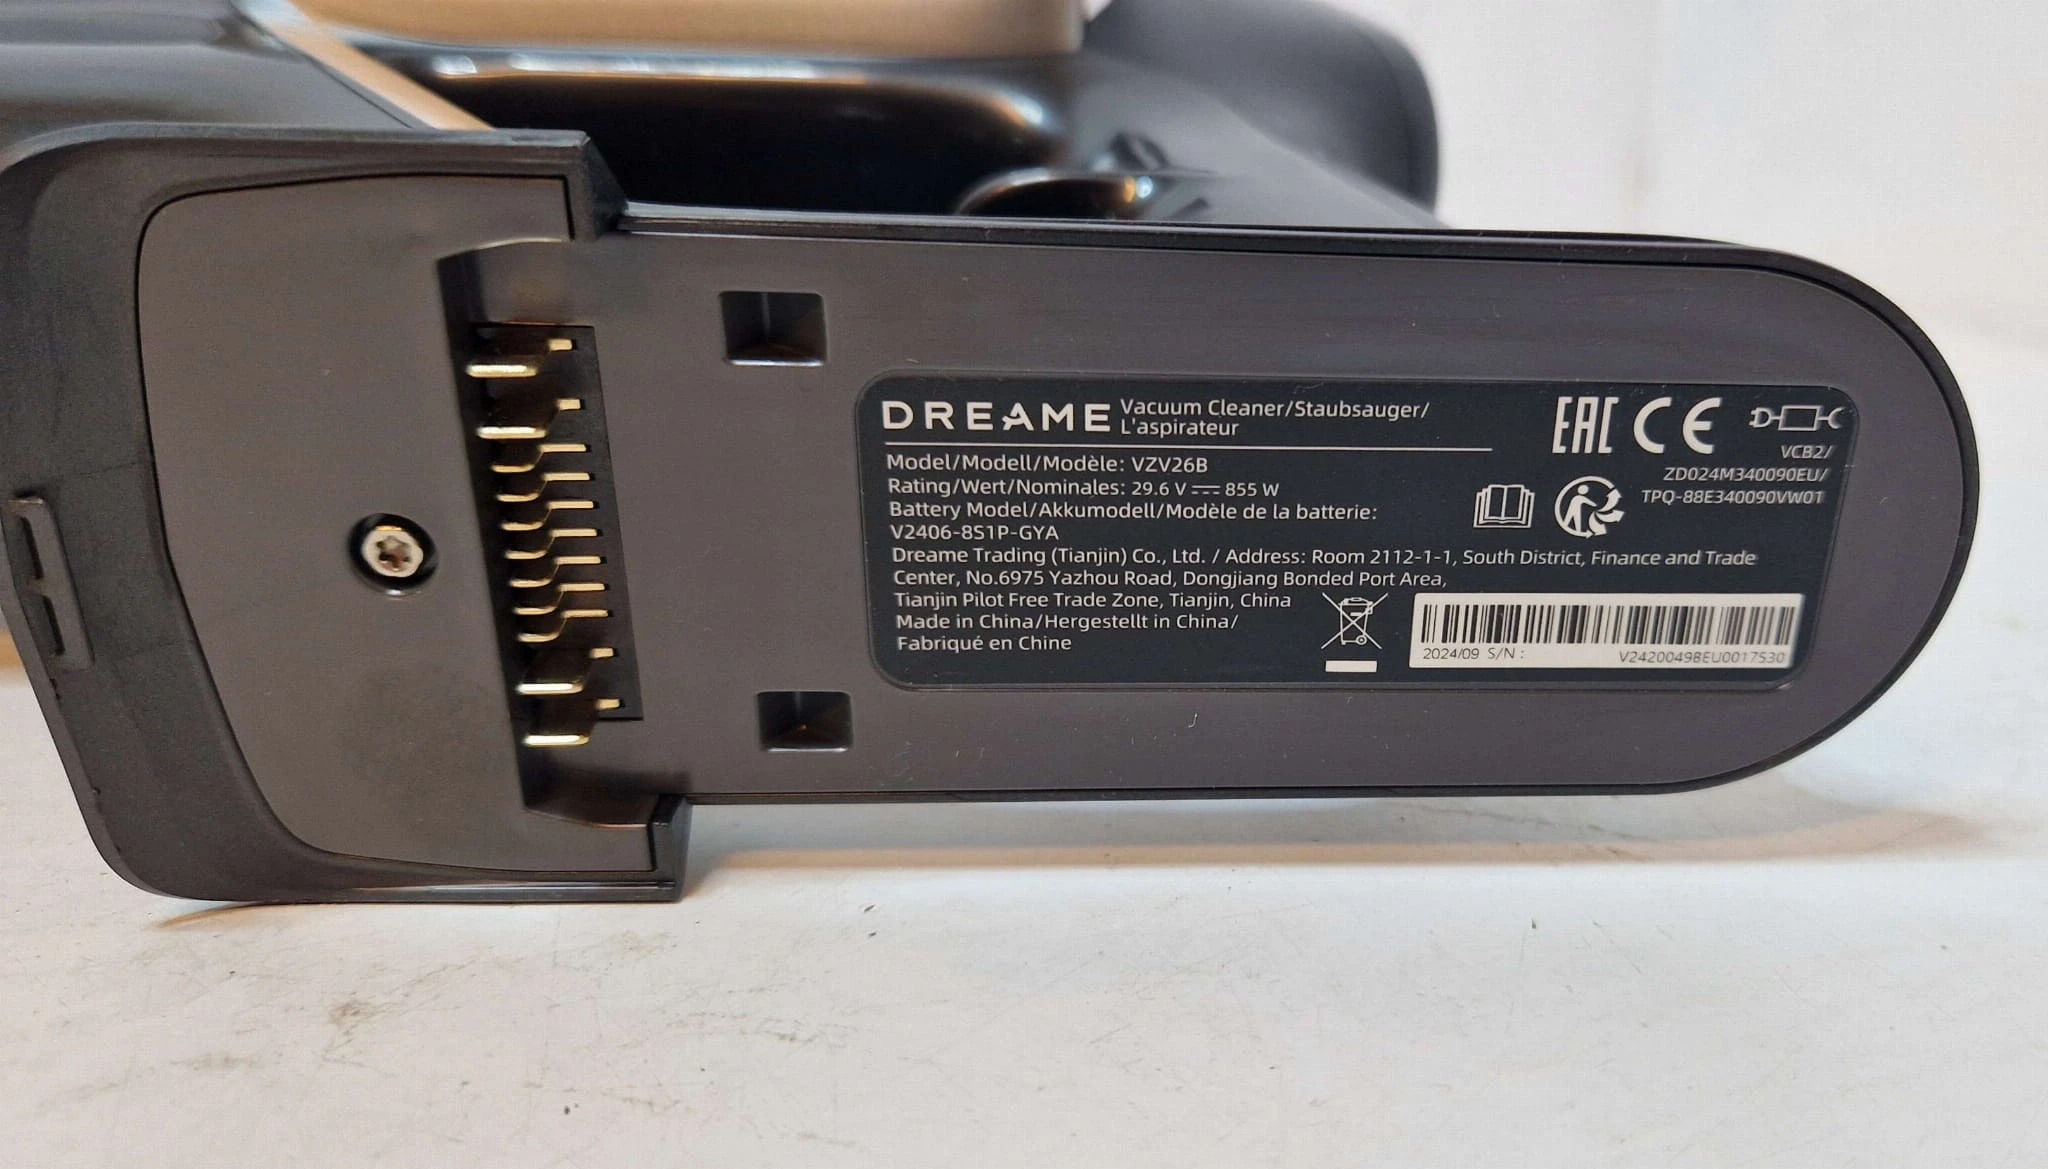 DREAME Vacuum Cleaner/Staubsauger/
L'aspirateur
Model/Modell/Modèle: VZV26B
Rating/Wert/Nominales: 29.6 V ⎓ 855 W
Battery Model/Akkumodell/Modèle de la batterie:
V2406-8S1P-GYA
Dreame Trading (Tianjin) Co., Ltd. / Address: Room 2112-1-1, South District, Finance and Trade
Center, No.6975 Yazhou Road, Dongjiang Bonded Port Area,
Tianjin Pilot Free Trade Zone, Tianjin, China
Made in China/Hergestellt in China/
Fabriqué en Chine
EAC CE
VCB2/
ZD024M340090EU/
TPQ-88E340090VW01
2024/09 S/N : V2420049BEU0017530